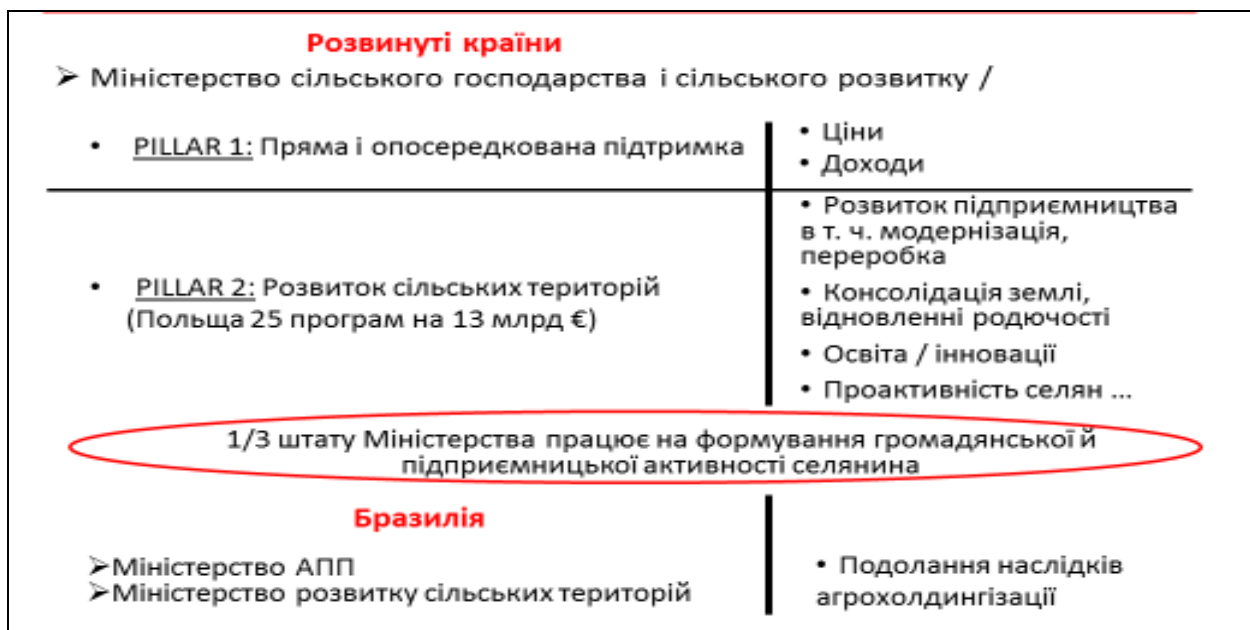 Розвинуті країни
➢ Міністерство сільського господарства і сільського розвитку /
• PILLAR 1: Пряма і опосередкована підтримка
• Ціни
• Доходи
• PILLAR 2: Розвиток сільських територій
(Польща 25 програм на 13 млрд €)
• Розвиток підприємництва
в т. ч. модернізація,
переробка
• Консолідація землі,
відновленні родючості
• Освіта / інновації
• Проактивність селян ...
1/3 штату Міністерства працює на формування громадянської й
підприємницької активності селянина
Бразилія
➢Міністерство АПП
➢Міністерство розвитку сільських територій
• Подолання наслідків
агрохолдингізації